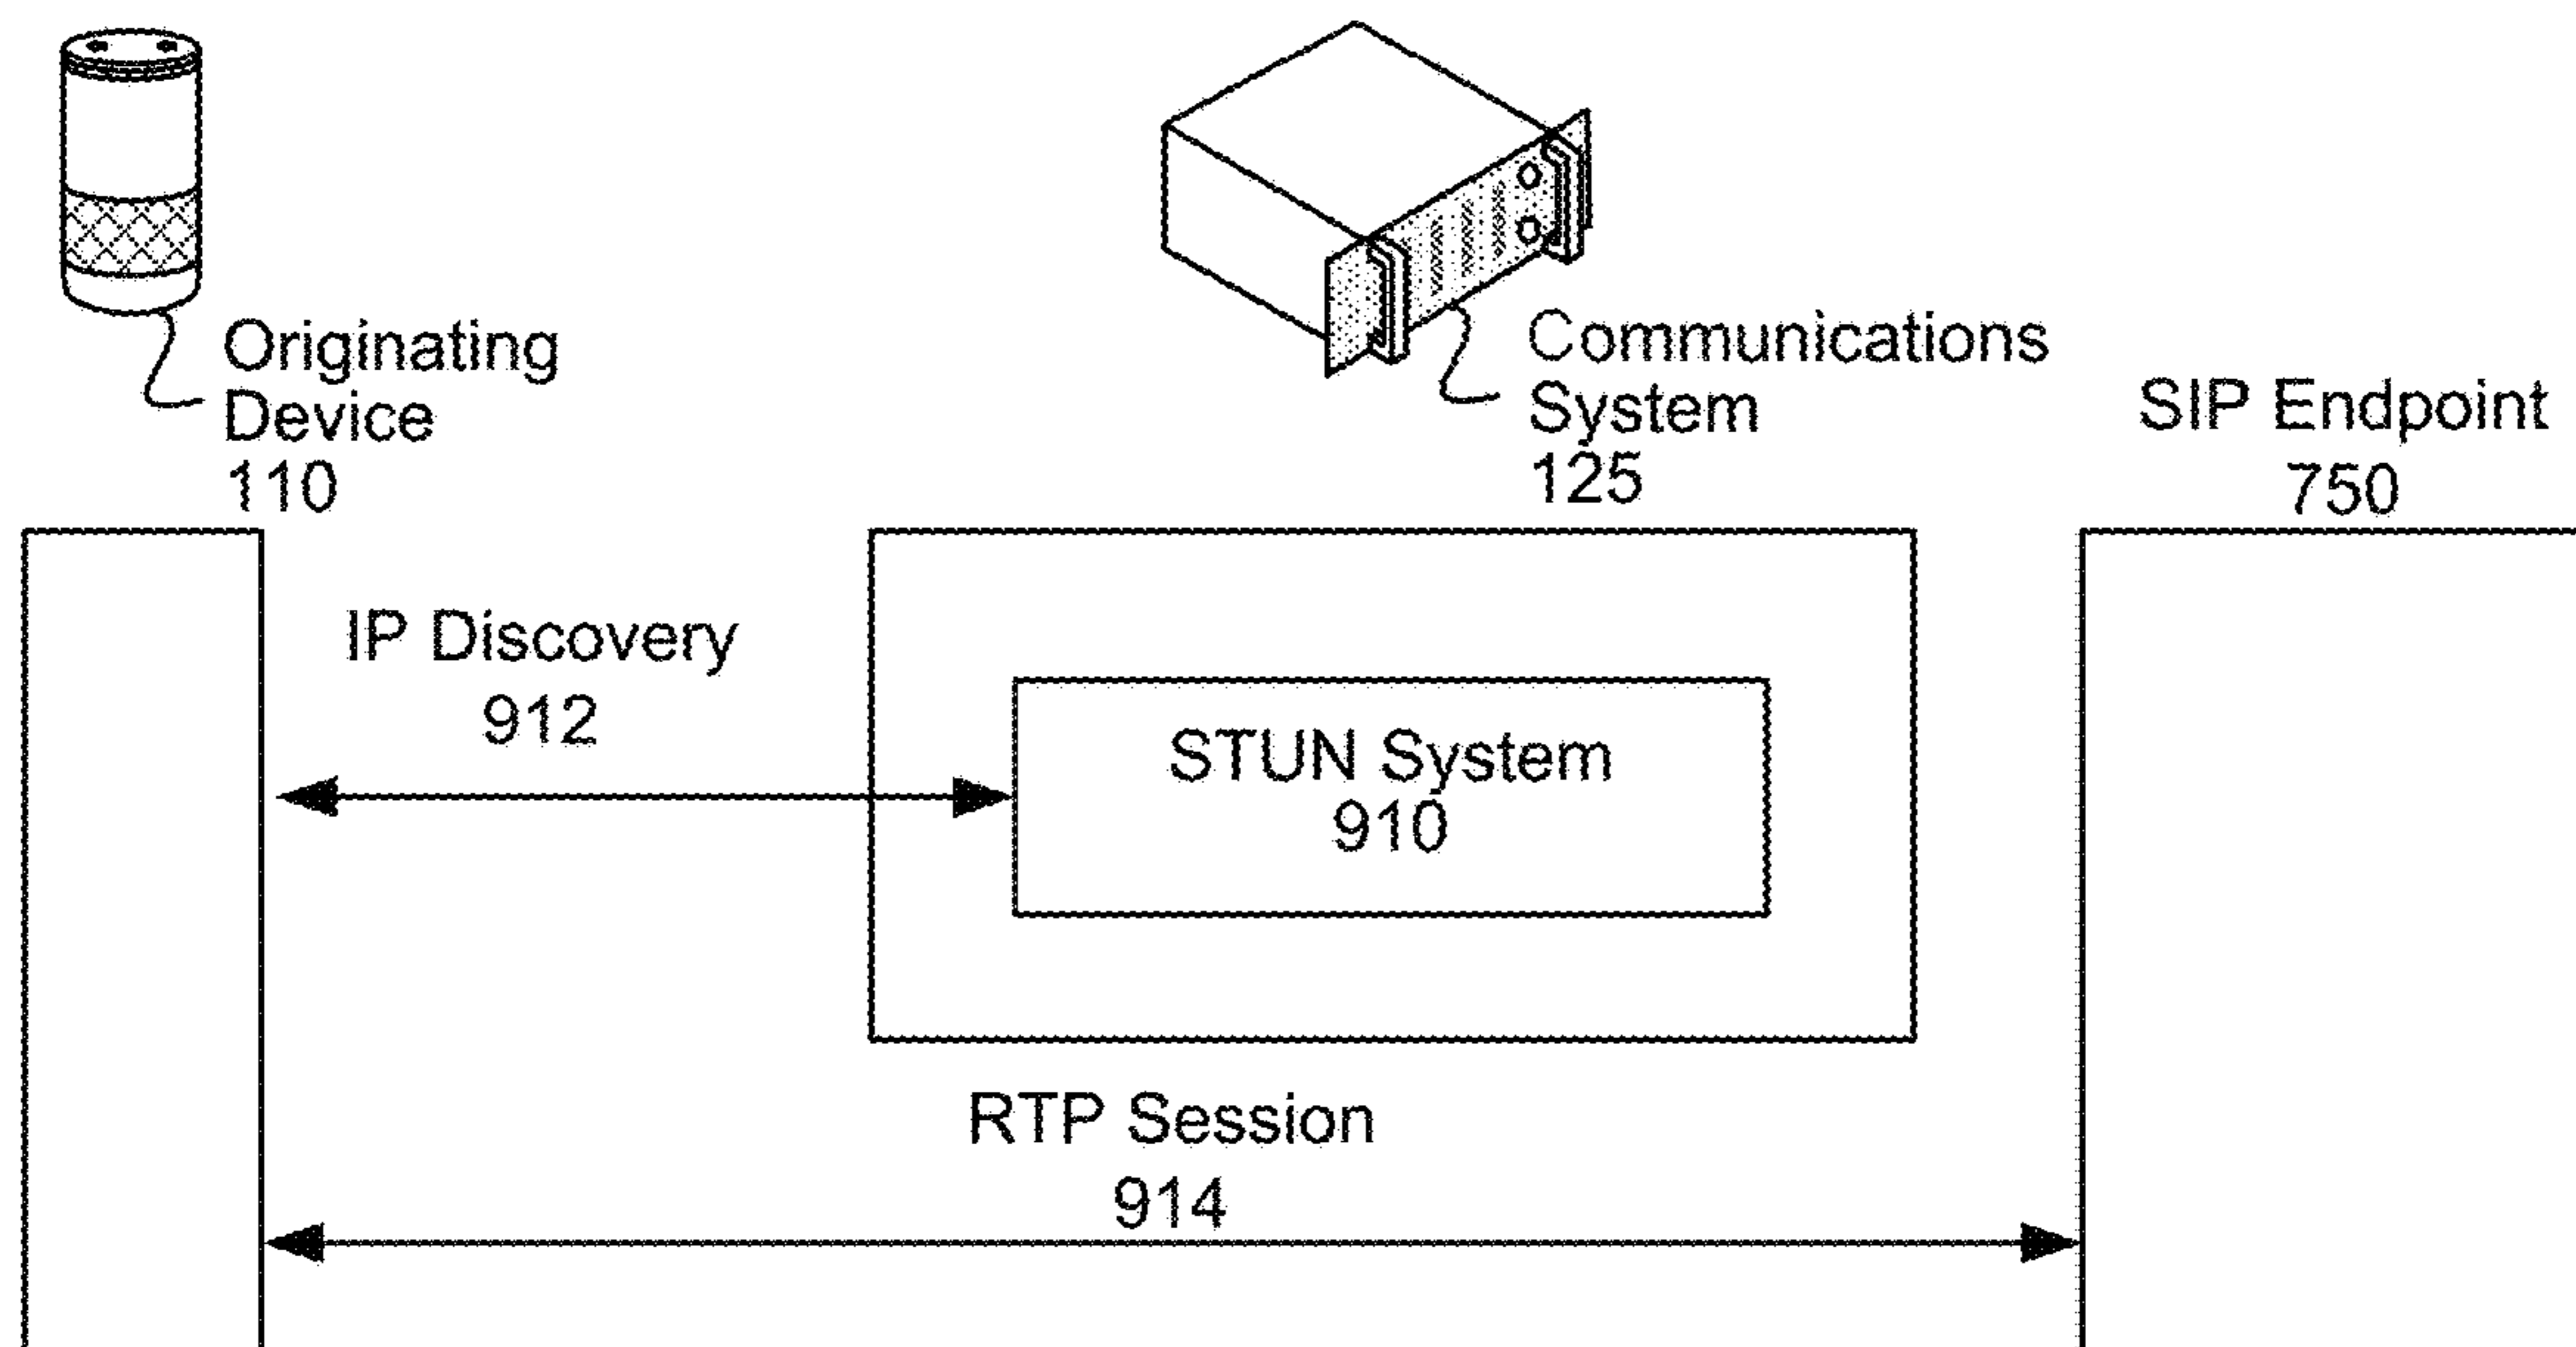 Originating
Device
110
Communications
System
125
SIP Endpoint
750
IP Discovery
912
STUN System
910
RTP Session
914